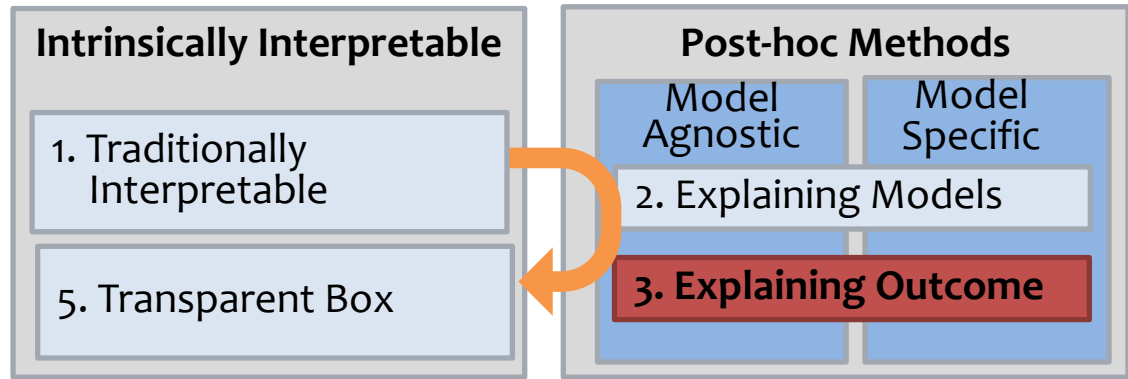 Intrinsically Interpretable
1. Traditionally
Interpretable
5. Transparent Box
Post-hoc Methods
Model
Agnostic
Model
Specific
2. Explaining Models
3. Explaining Outcome